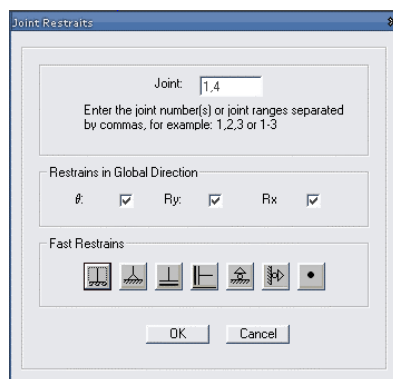 Joint Restraits
Joint: 1,4
Enter the joint number(s) or joint ranges separated
by commas, for example: 1,2,3 or 1-3
Restrains in Global Direction
θ: Ry: Rx
Fast Restrains
OK Cancel